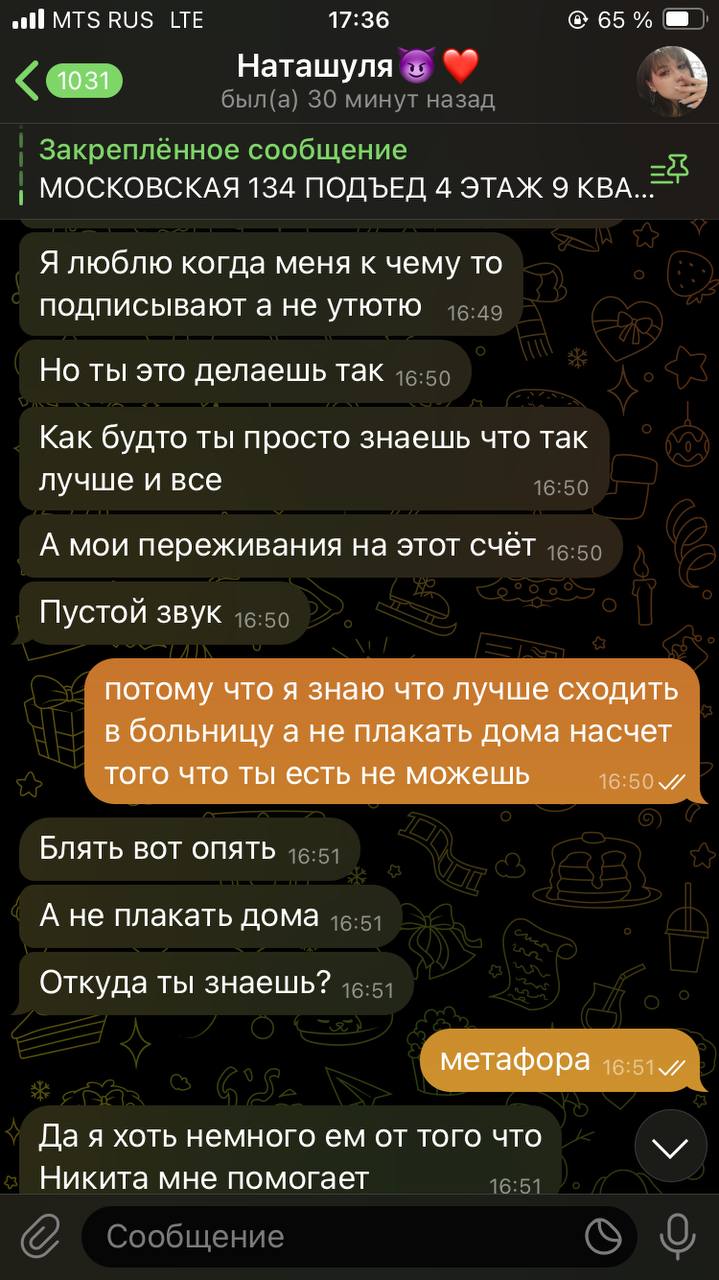 MTS RUS LTE 17:36 65 %
1031 Наташуля😈❤️
был(а) 30 минут назад
Закреплённое сообщение
МОСКОВСКАЯ 134 ПОДЪЕД 4 ЭТАЖ 9 КВА...
Я люблю когда меня к чему то
подписывают а не утютю 16:49
Но ты это делаешь так 16:50
Как будто ты просто знаешь что так
лучше и все 16:50
А мои переживания на этот счёт 16:50
Пустой звук 16:50
потому что я знаю что лучше сходить
в больницу а не плакать дома насчет
того что ты есть не можешь 16:50
Блять вот опять 16:51
А не плакать дома 16:51
Откуда ты знаешь? 16:51
метафора 16:51
Да я хоть немного ем от того что
Никита мне помогает 16:51
Сообщение